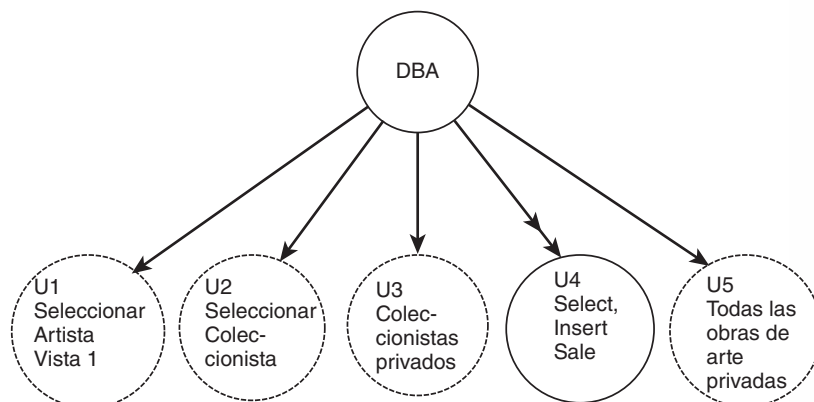 DBA
U1
Seleccionar
Artista
Vista 1
U2
Seleccionar
Colec-
cionista
U3
Colec-
cionistas
privados
U4
Select,
Insert
Sale
U5
Todas las
obras de
arte
privadas